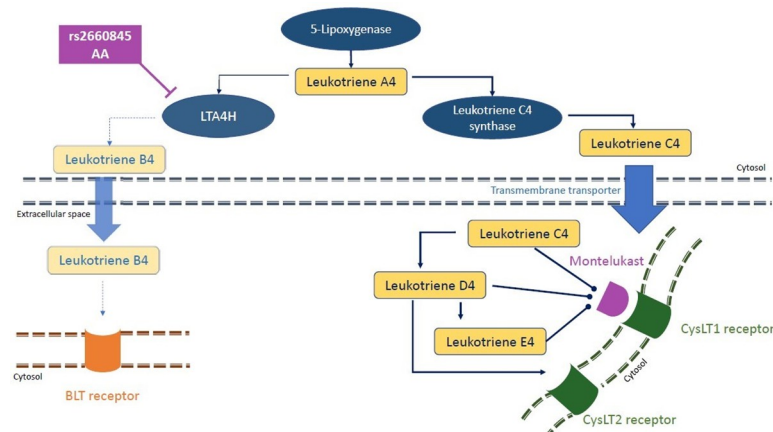 rs2660845
AA
5-Lipoxygenase
Leukotriene A4
LTA4H
Leukotriene C4
synthase
Leukotriene C4
Leukotriene B4
Cytosol
Transmembrane transporter
Extracellular space
Leukotriene C4
Leukotriene B4
Montelukast
Leukotriene D4
CysLT1 receptor
Leukotriene E4
Cytosol
Cytosol
BLT receptor
CysLT2 receptor